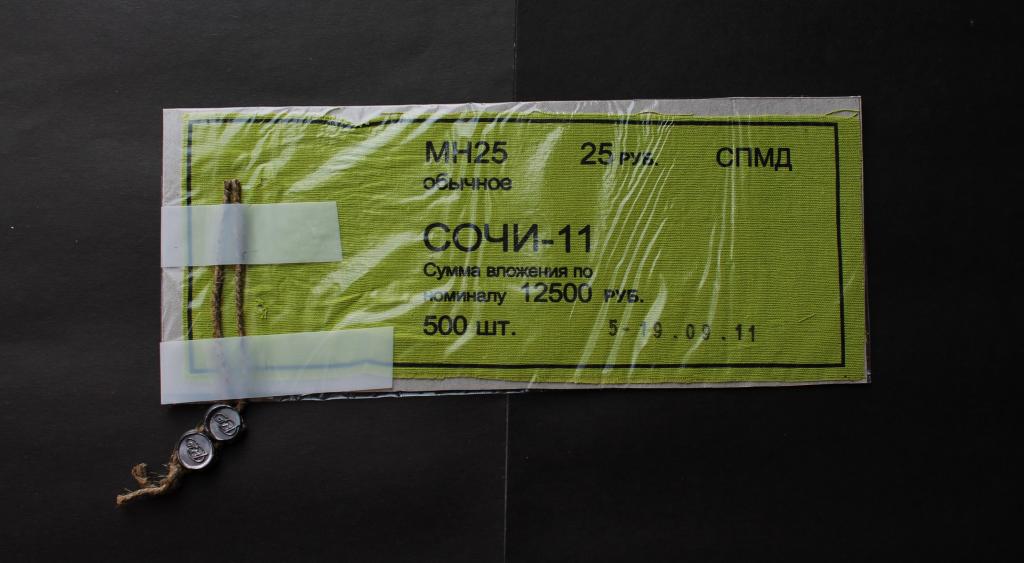 МН25 25 РУБ. СПМД
обычное
СОЧИ-11
Сумма вложения по
номиналу 12500 РУБ.
500 шт. 5-19.09.11